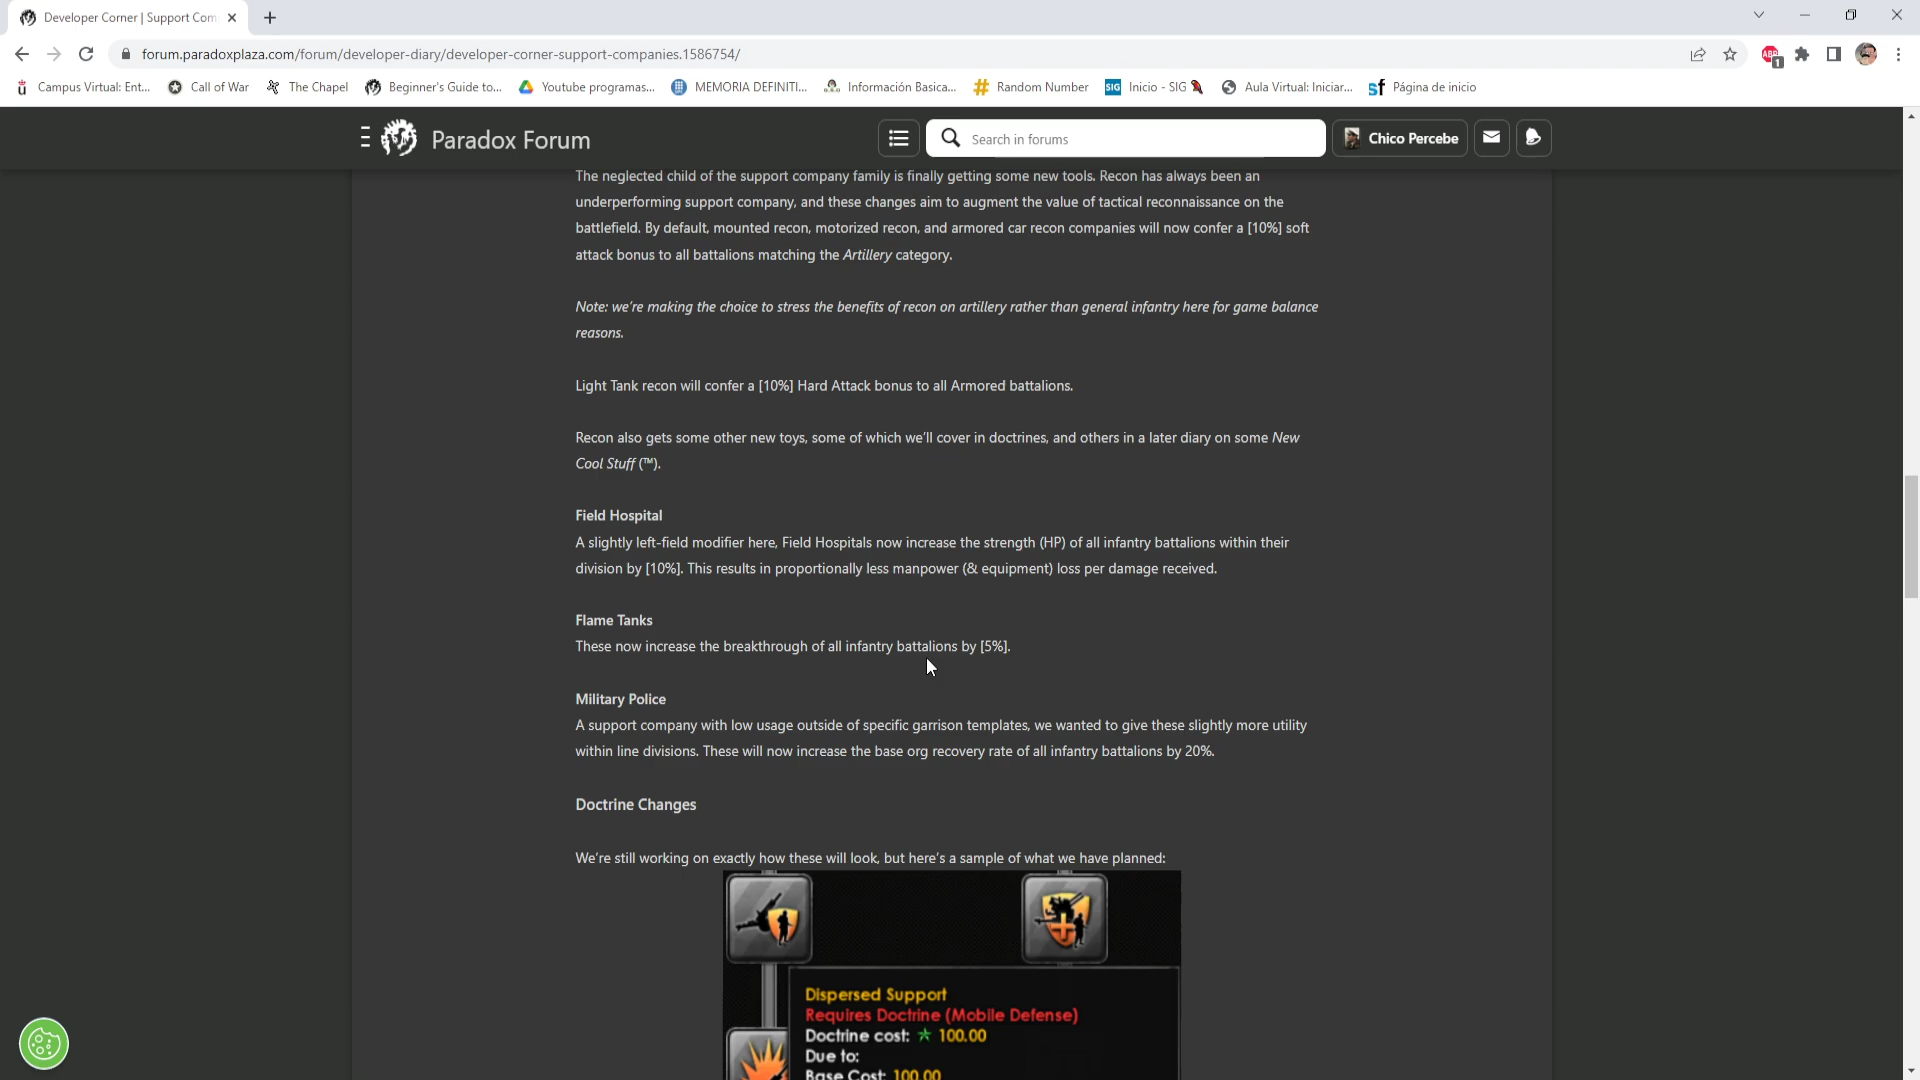 Developer Corner | Support Com
forum.paradoxplaza.com/forum/developer-diary/developer-corner-support-companies.1586754/
ABP
1
Campus Virtual: Ent...
Call of War
The Chapel
Beginner's Guide to...
Youtube programas...
MEMORIA DEFINITI...
Información Basica...
Random Number
SIG Inicio - SIG
Aula Virtual: Iniciar...
sf Página de inicio
Paradox Forum
Search in forums
Chico Percebe
The neglected child of the support company family is finally getting some new tools. Recon has always been an
underperforming support company, and these changes aim to augment the value of tactical reconnaissance on the
battlefield. By default, mounted recon, motorized recon, and armored car recon companies will now confer a [10%] soft
attack bonus to all battalions matching the Artillery category.
Note: we're making the choice to stress the benefits of recon on artillery rather than general infantry here for game balance
reasons.
Light Tank recon will confer a [10%] Hard Attack bonus to all Armored battalions.
Recon also gets some other new toys, some of which we'll cover in doctrines, and others in a later diary on some New
Cool Stuff (™).
Field Hospital
A slightly left-field modifier here, Field Hospitals now increase the strength (HP) of all infantry battalions within their
division by [10%]. This results in proportionally less manpower (& equipment) loss per damage received.
Flame Tanks
These now increase the breakthrough of all infantry battalions by [5%].
Military Police
A support company with low usage outside of specific garrison templates, we wanted to give these slightly more utility
within line divisions. These will now increase the base org recovery rate of all infantry battalions by 20%.
Doctrine Changes
We're still working on exactly how these will look, but here's a sample of what we have planned:
Dispersed Support
Requires Doctrine (Mobile Defense)
Doctrine cost: 100.00
Due to:
Base Cost: 100.00